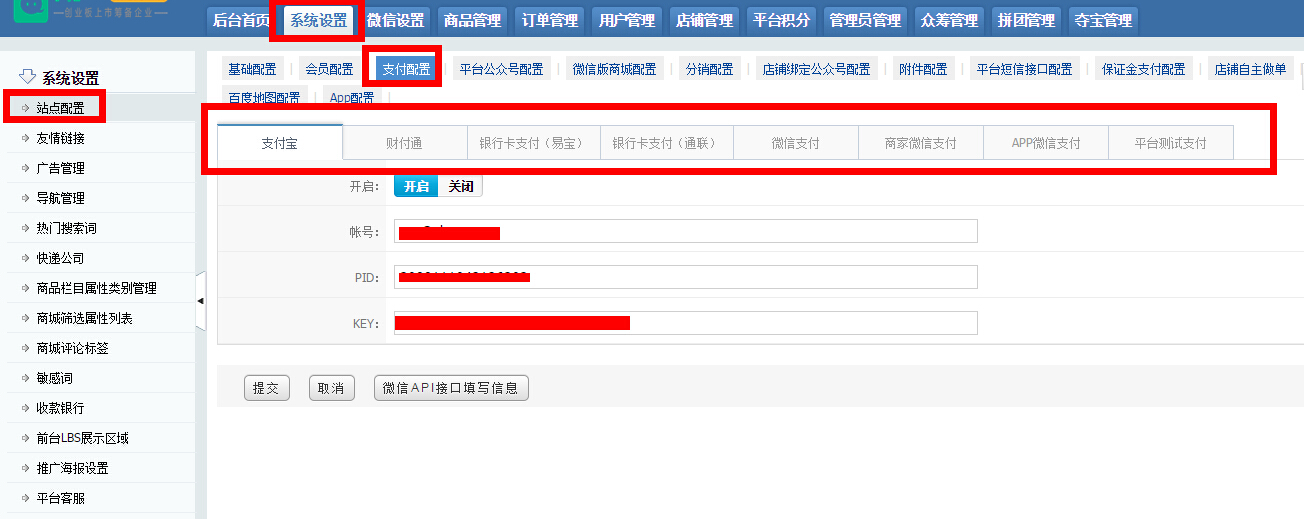 创业板上市筹备企业
后台首页 系统设置 微信设置 商品管理 订单管理 用户管理 店铺管理 平台积分 管理员管理 众筹管理 拼团管理 夺宝管理
系统设置
站点配置
友情链接
广告管理
导航管理
热门搜索词
快递公司
商品栏目属性类别管理
商城筛选属性列表
商城评论标签
敏感词
收款银行
前台LBS展示区域
推广海报设置
平台客服
基础配置 会员配置 支付配置 平台公众号配置 微信版商城配置 分销配置 店铺绑定公众号配置 附件配置 平台短信接口配置 保证金支付配置 店铺自主做单
百度地图配置 App配置
支付宝 财付通 银行卡支付（易宝） 银行卡支付（通联） 微信支付 商家微信支付 APP微信支付 平台测试支付
开启： 开启 关闭
帐号：
PID：
KEY：
提交 取消 微信API接口填写信息